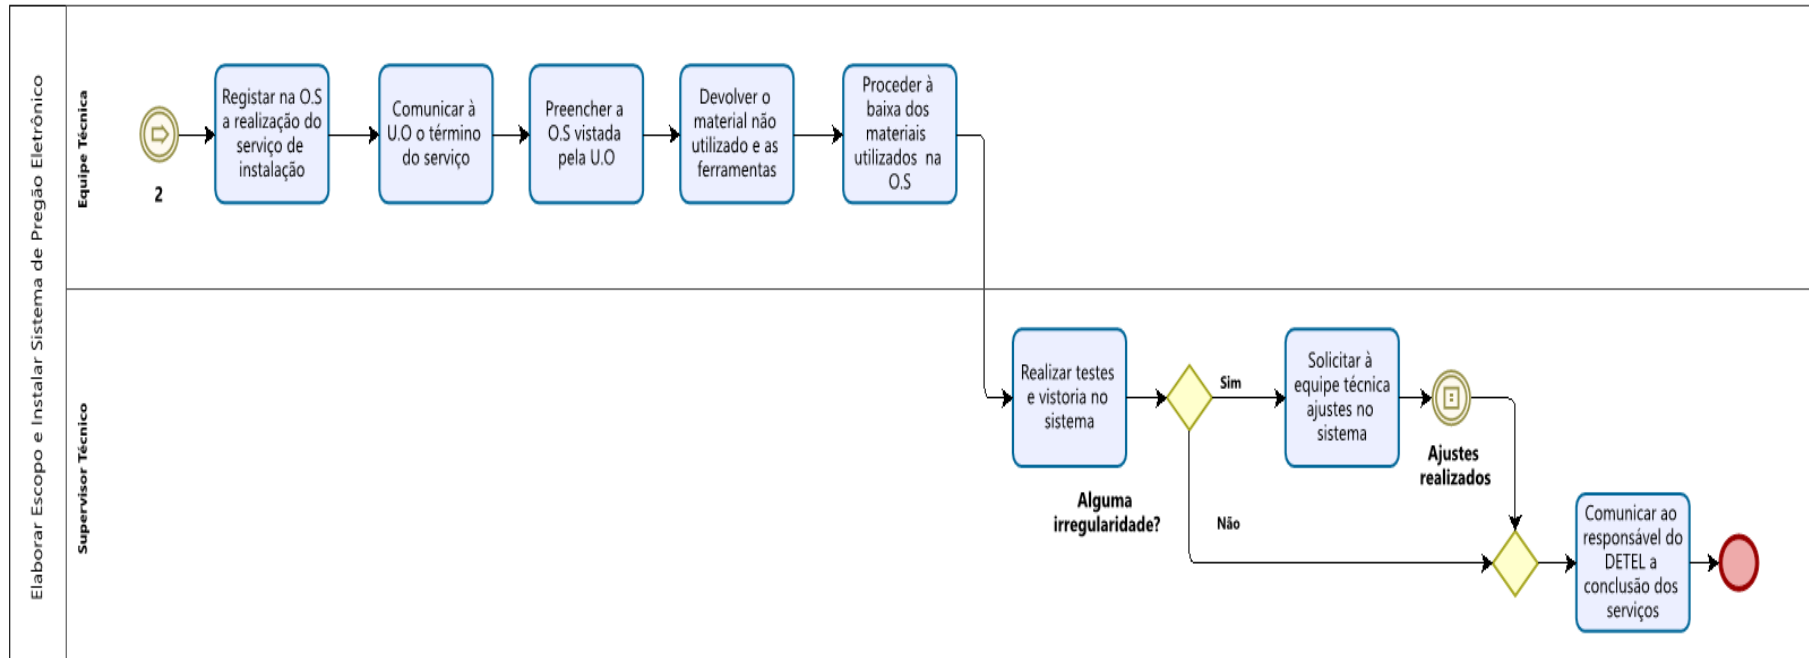 Elaborar Escopo e Instalar Sistema de Pregão Eletrônico
Equipe Técnica
2
Registar na O.S
a realização do
serviço de
instalação
Comunicar à
U.O o término
do serviço
Preencher a
O.S vistada
pela U.O
Devolver o
material não
utilizado e as
ferramentas
Proceder à
baixa dos
materiais
utilizados na
O.S
Supervisor Técnico
Realizar testes
e vistoria no
sistema
Alguma
irregularidade?
Sim
Não
Solicitar à
equipe técnica
ajustes no
sistema
Ajustes
realizados
Comunicar ao
responsável do
DETEL a
conclusão dos
serviços